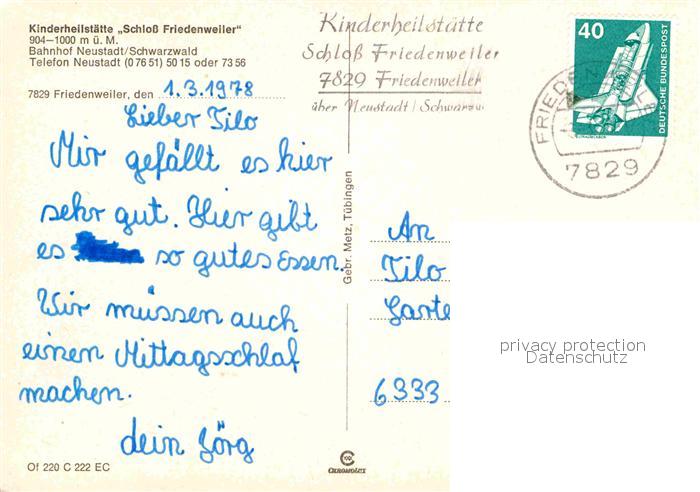 Kinderheilstätte „Schloß Friedenweiler“
904–1000 m ü. M.
Bahnhof Neustadt/Schwarzwald
Telefon Neustadt (0 76 51) 50 15 oder 73 56
7829 Friedenweiler, den 1.3.1978
Lieber Tilo
Mir gefällt es hier
sehr gut. Hier gibt
es so gutes Essen.
Wir müssen auch
einen Mittagsschlaf
machen.
dein Jörg
Of 220 C 222 EC
Gebr. Metz, Tübingen
CHROMOLUX
Kinderheilstätte
Schloß Friedenweiler
7829 Friedenweiler
über Neustadt / Schwarzw.
40
DEUTSCHE BUNDESPOST
FRIEDEN
7829
An
Tilo
Garte
6333
privacy protection
Datenschutz